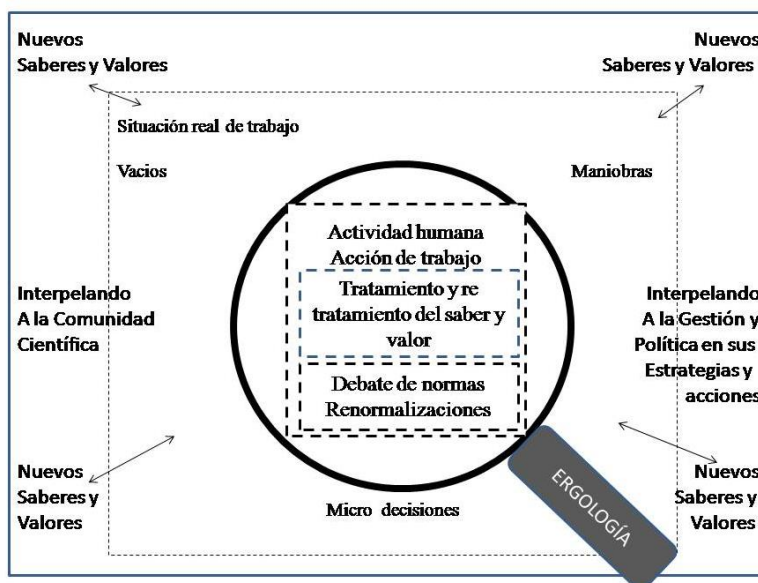 Nuevos
Saberes y Valores
Nuevos
Saberes y Valores
Situación real de trabajo
Vacios
Maniobras
Actividad humana
Acción de trabajo
Tratamiento y re
tratamiento del saber y
valor
Debate de normas
Renormalizaciones
Interpelando
A la Comunidad
Científica
Interpelando
A la Gestión y
Política en sus
Estrategias y
acciones
Nuevos
Saberes y
Valores
Micro decisiones
ERGOLOGÍA
Nuevos
Saberes y
Valores